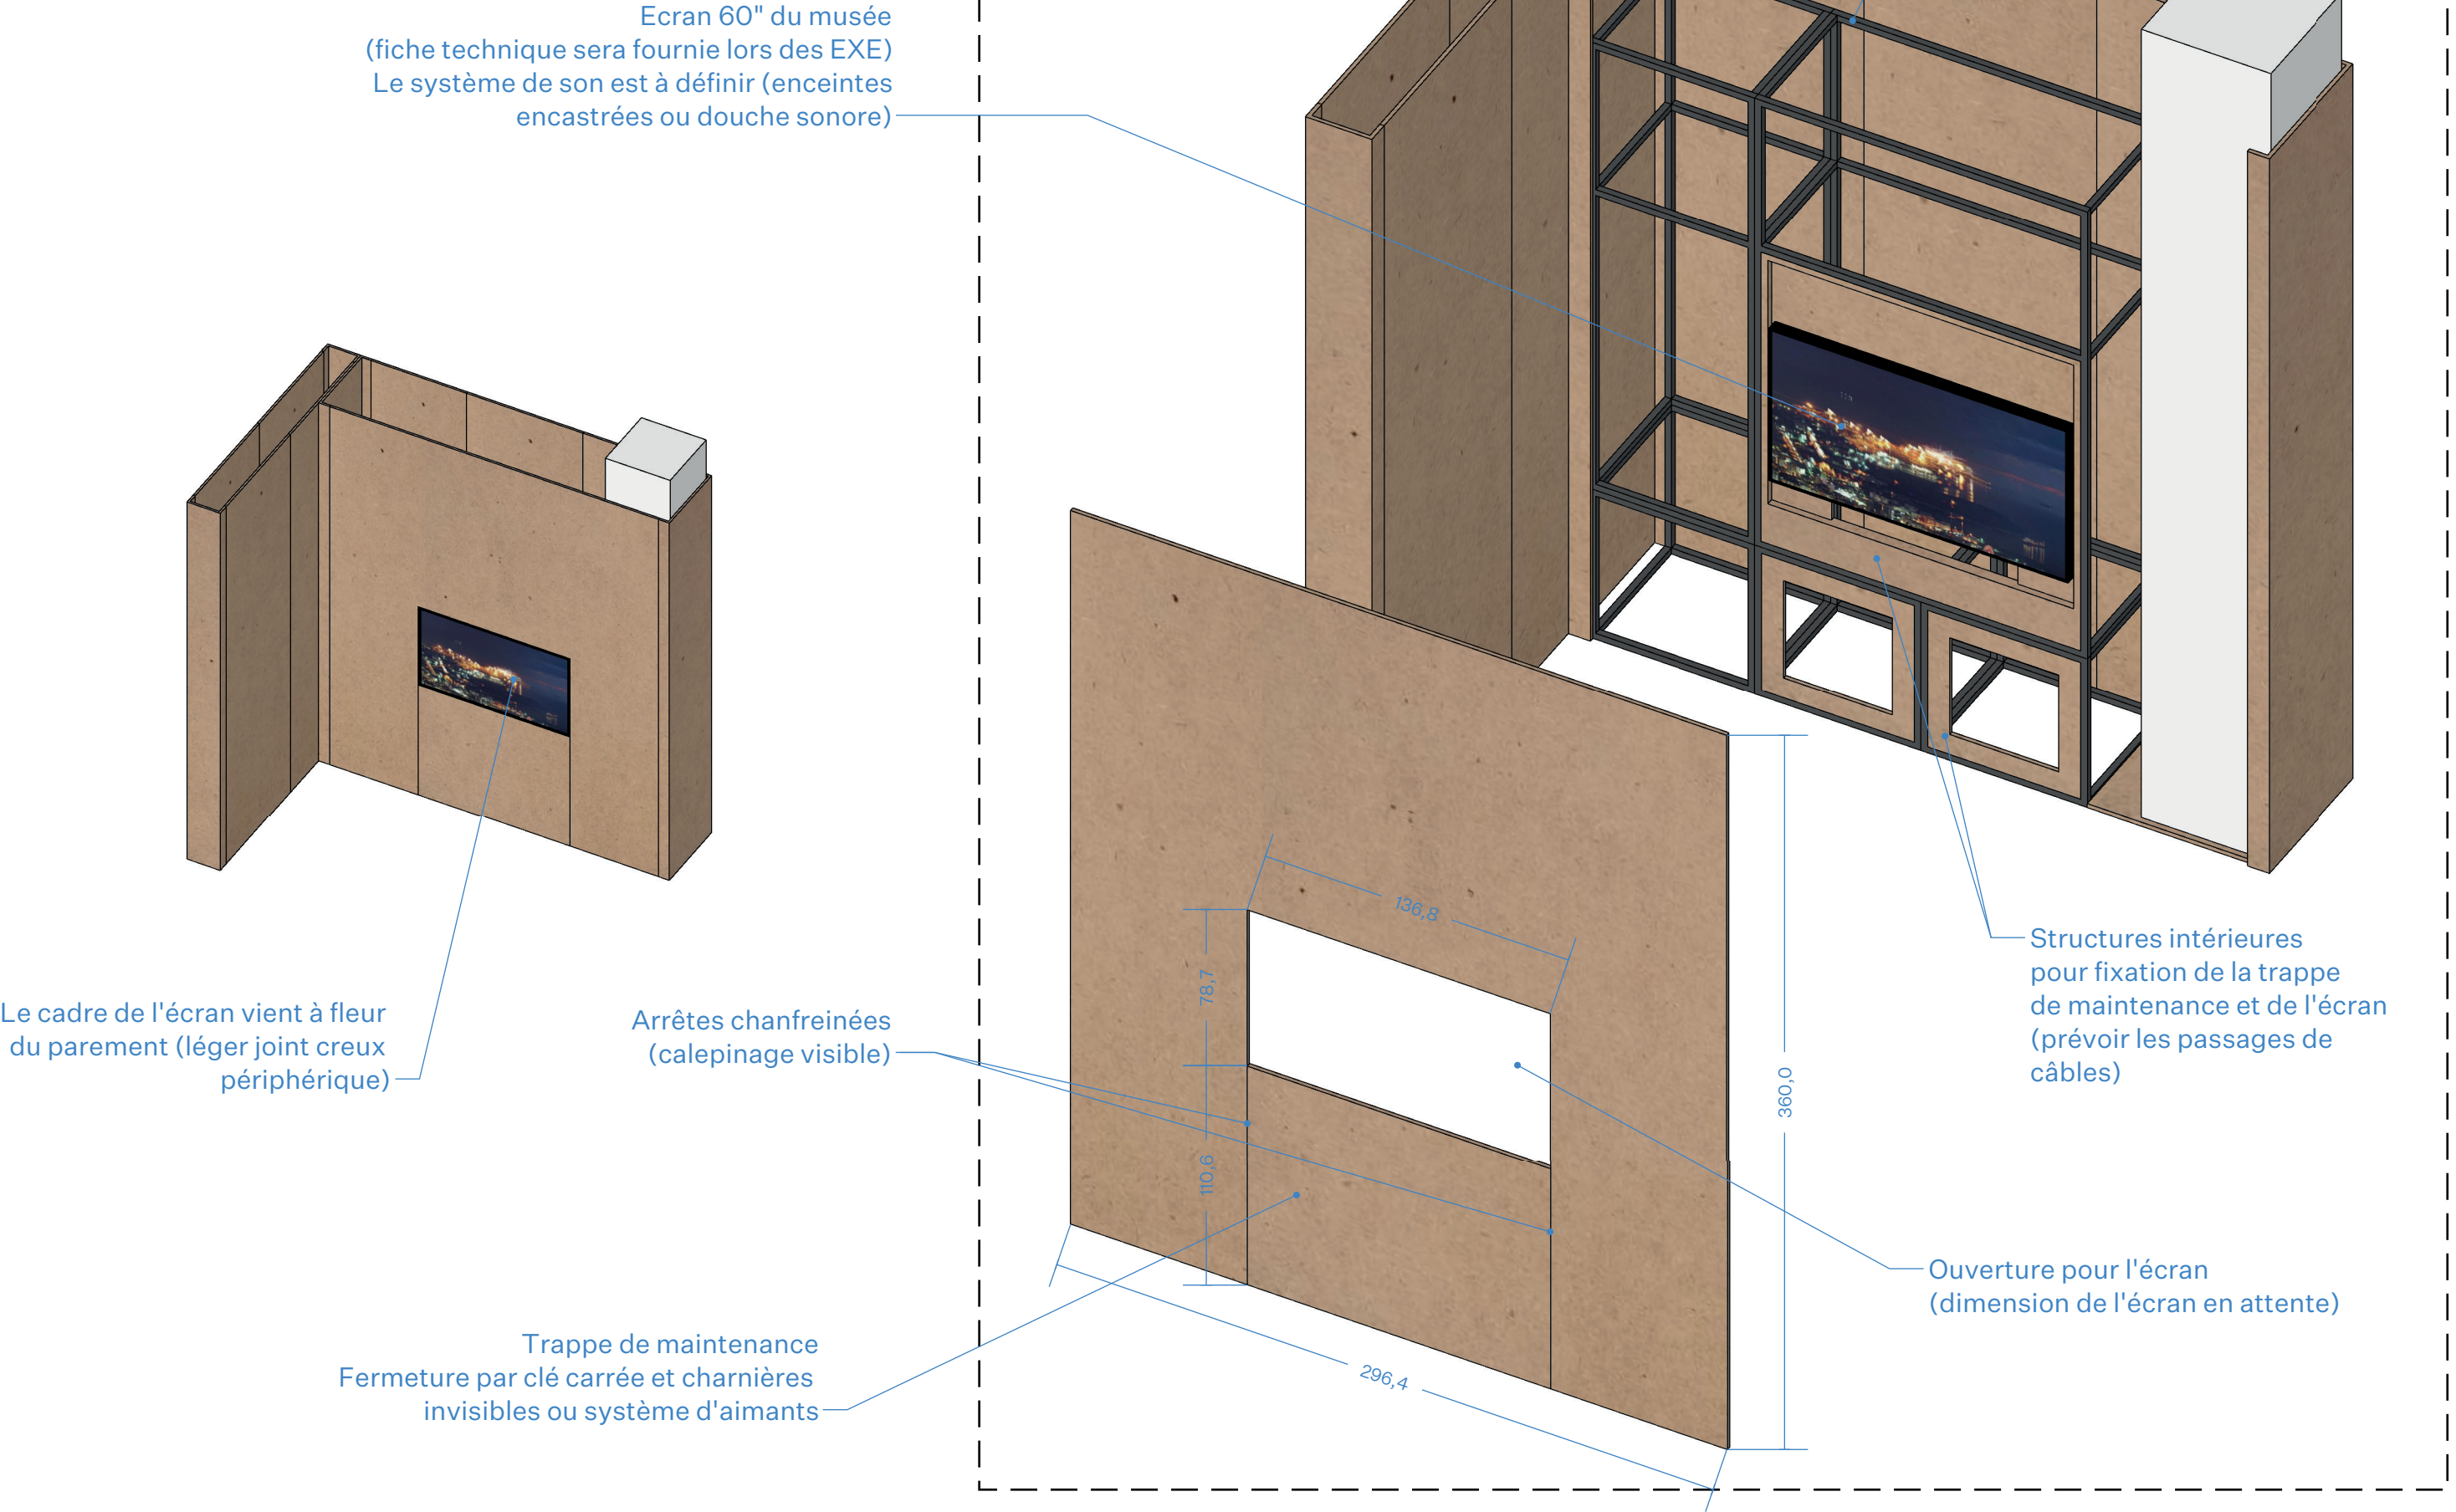 Ecran 60" du musée
(fiche technique sera fournie lors des EXE)
Le système de son est à définir (enceintes
encastrées ou douche sonore)
136,8
78,7
Structures intérieures
pour fixation de la trappe
de maintenance et de l'écran
(prévoir les passages de
câbles)
Le cadre de l'écran vient à fleur
du parement (léger joint creux
périphérique)
Arrêtes chanfreinées
(calepinage visible)
360,0
110,6
Ouverture pour l'écran
(dimension de l'écran en attente)
Trappe de maintenance
Fermeture par clé carrée et charnières
invisibles ou système d'aimants
296,4